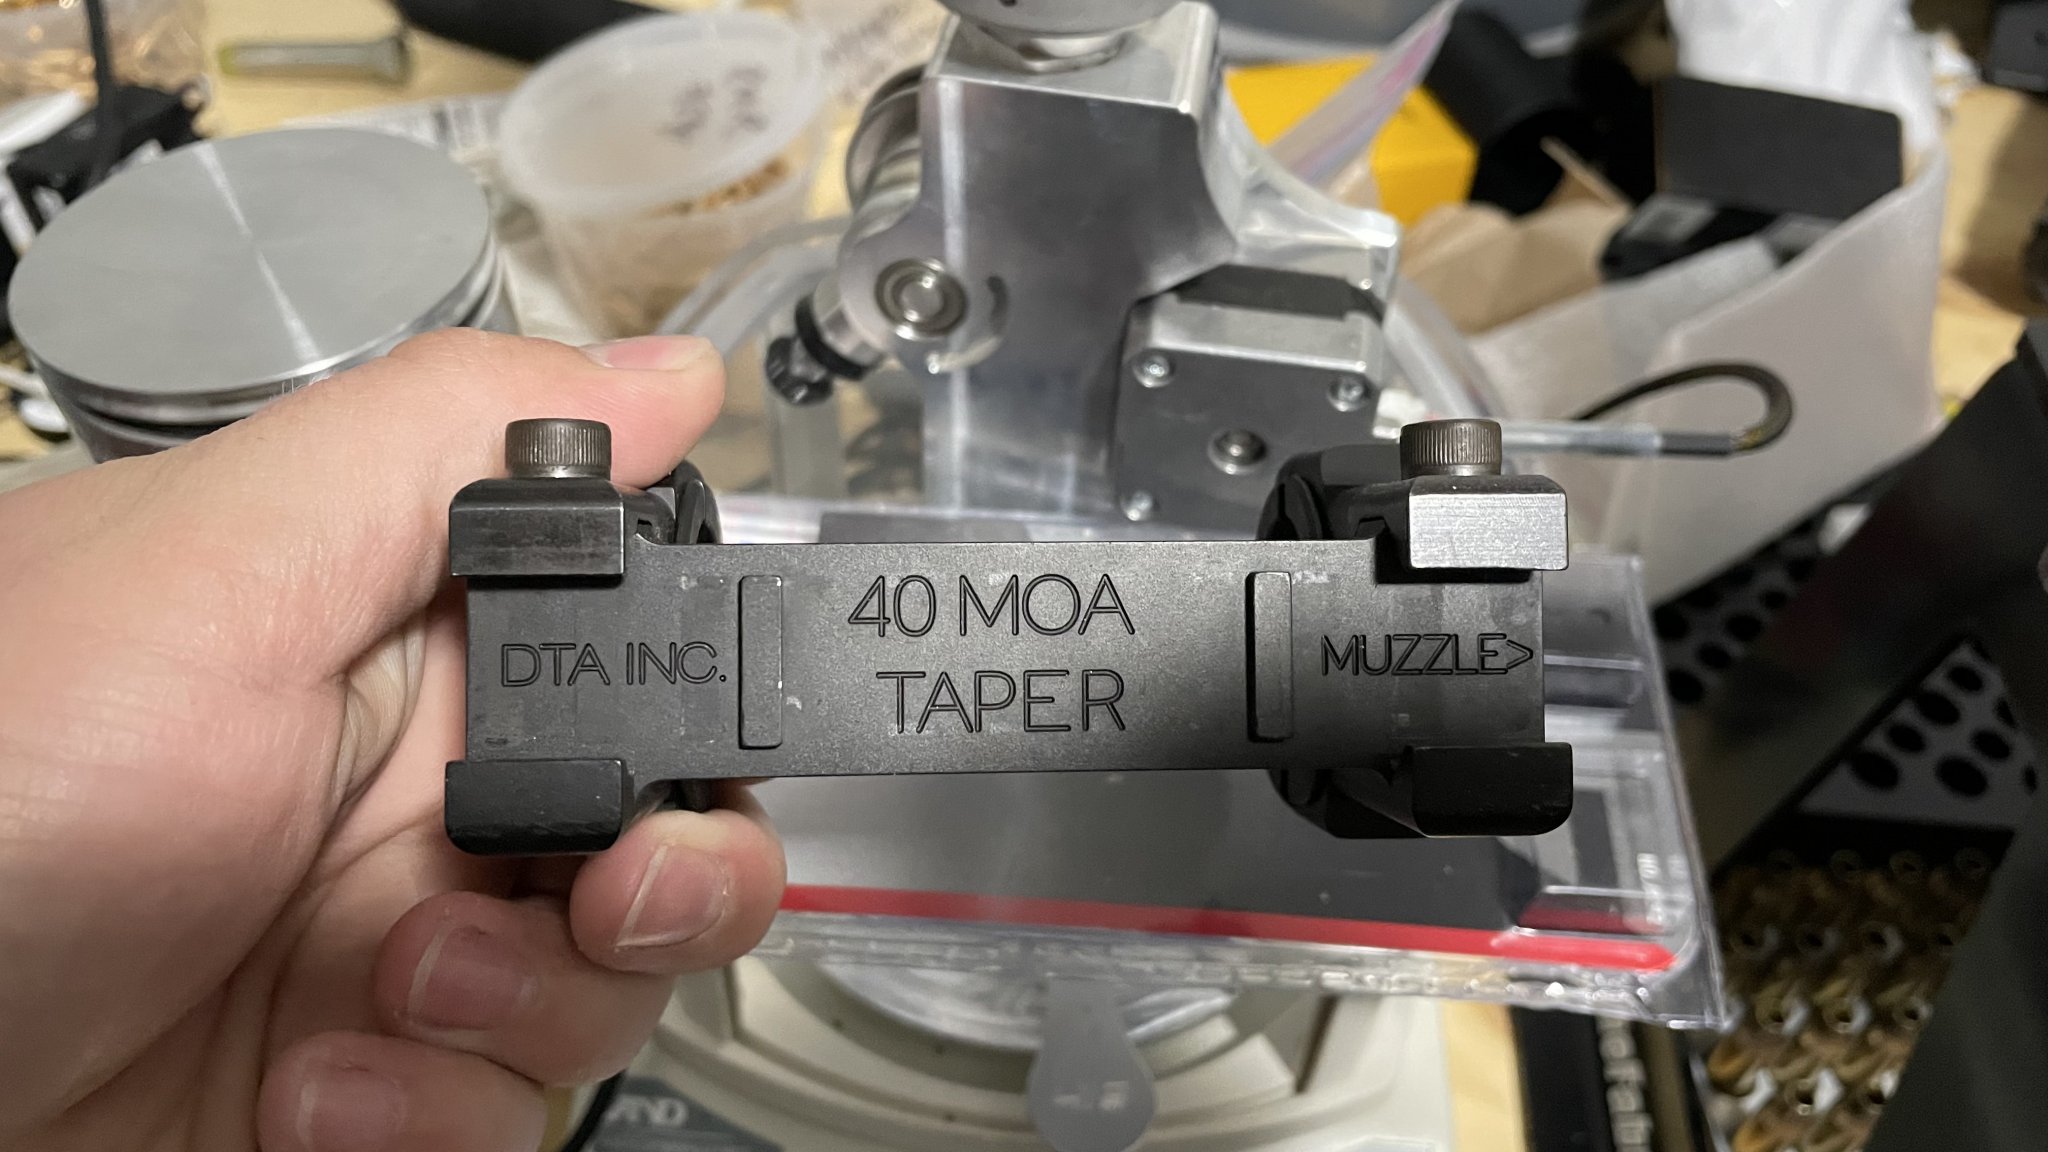 DTA INC.
40 MOA
TAPER
MUZZLE>